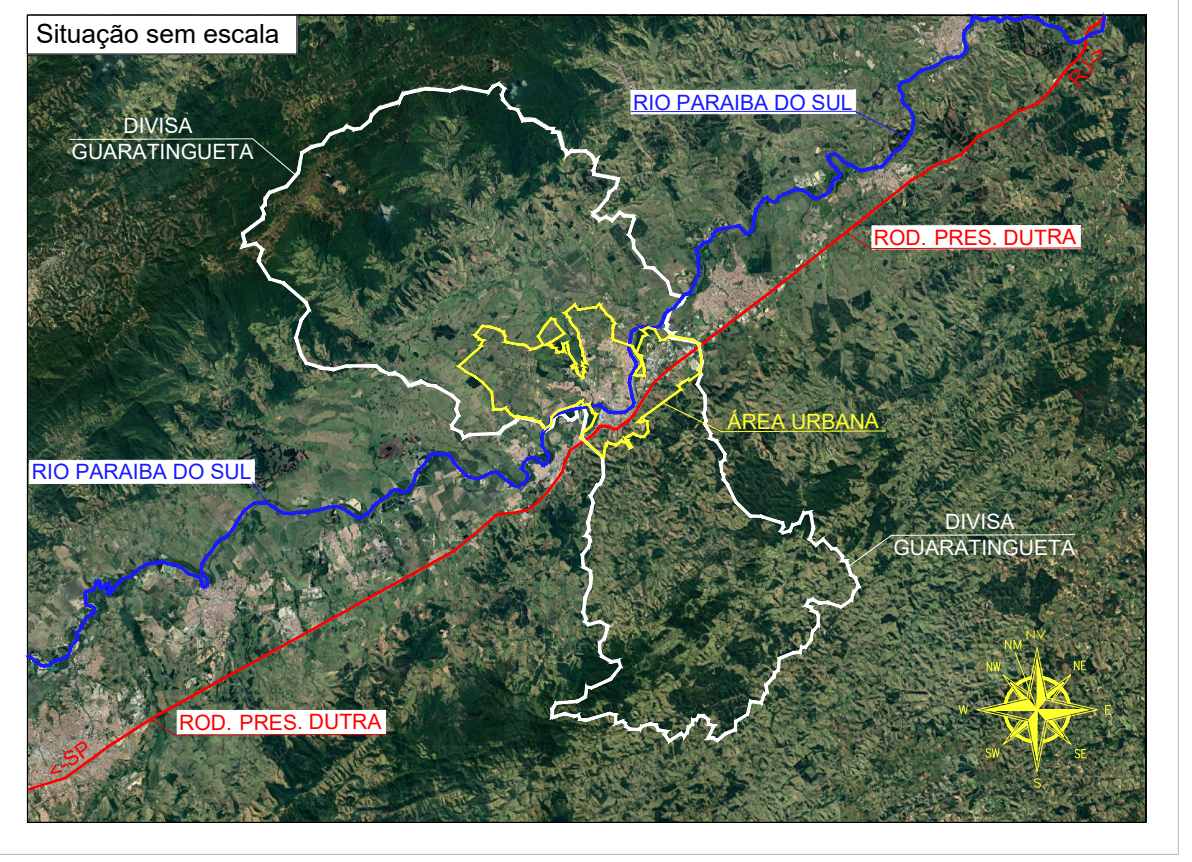 Situação sem escala
RJ->
RIO PARAIBA DO SUL
DIVISA
GUARATINGUETA
ROD. PRES. DUTRA
ÁREA URBANA
RIO PARAIBA DO SUL
DIVISA
GUARATINGUETA
ROD. PRES. DUTRA
<-SP
NV
NM
NW
NE
W
E
SW
SE
S